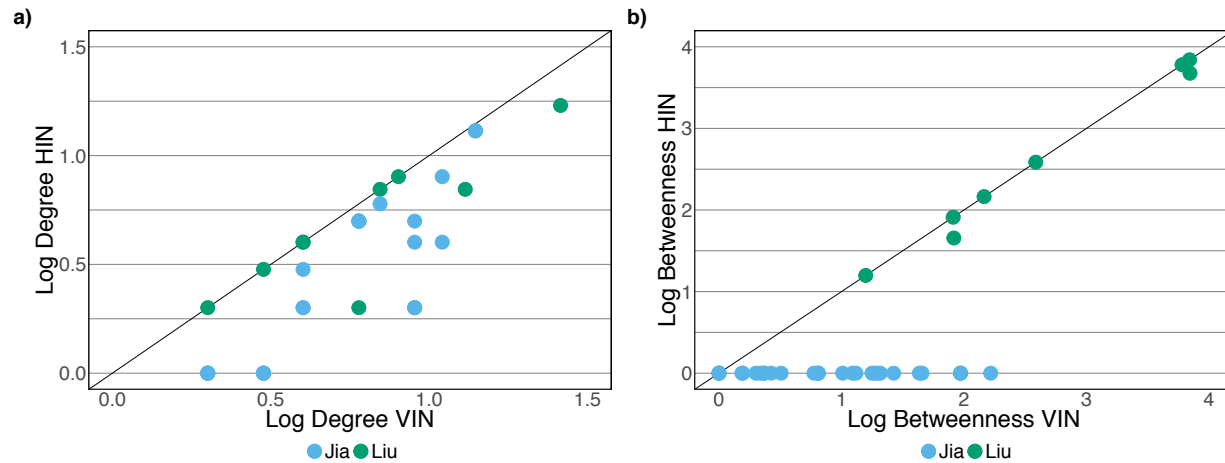 a)
Log Degree HIN
1.5
1.0
0.5
0.0
0.0 0.5 1.0 1.5
Log Degree VIN
Jia Liu
b)
Log Betweenness HIN
4
3
2
1
0
0 1 2 3 4
Log Betweenness VIN
Jia Liu